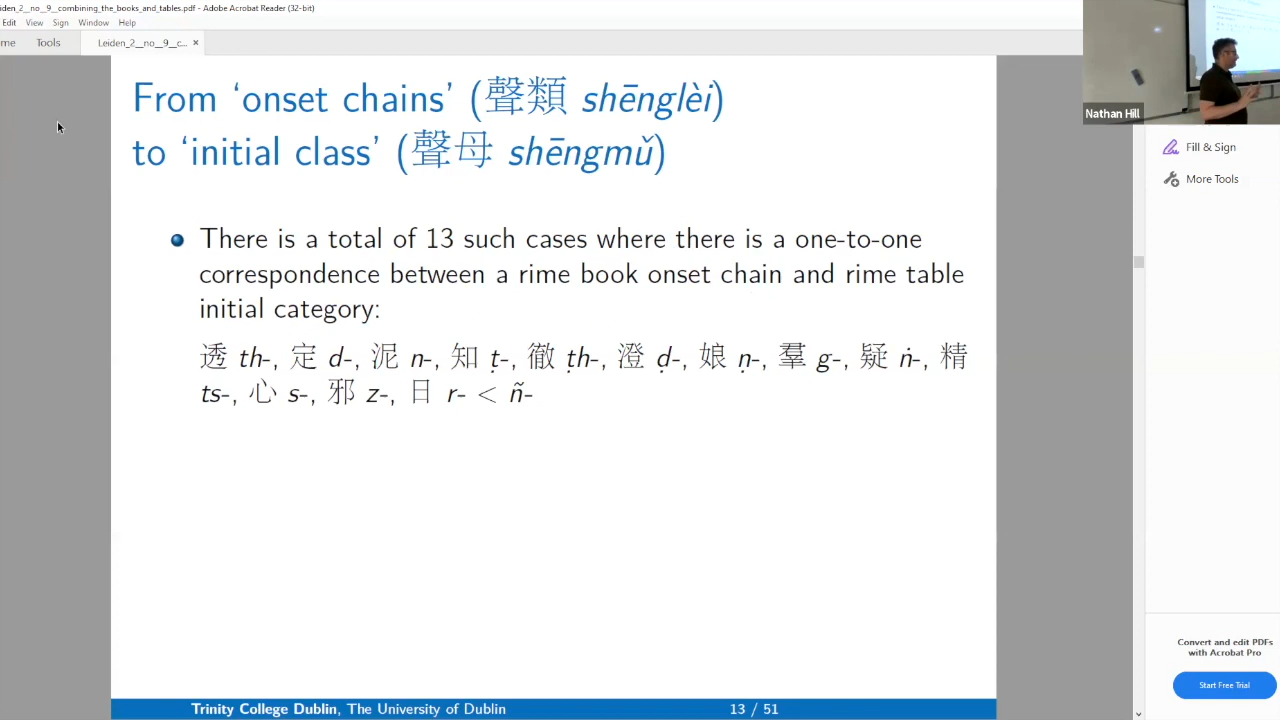 eiden_2__no__9__combining_the_books_and_tables.pdf - Adobe Acrobat Reader (32-bit)
Edit View Sign Window Help
me Tools Leiden_2__no__9__c... ×
From ‘onset chains’ (聲類 shēnglèi)
to ‘initial class’ (聲母 shēngmǔ)
Nathan Hill
Fill & Sign
More Tools
There is a total of 13 such cases where there is a one-to-one
correspondence between a rime book onset chain and rime table
initial category:
透 th-, 定 d-, 泥 n-, 知 ṭ-, 徹 ṭh-, 澄 ḍ-, 娘 ṇ-, 羣 g-, 疑 ṅ-, 精
ts-, 心 s-, 邪 z-, 日 r- < ñ-
Convert and edit PDFs
with Acrobat Pro
Start Free Trial
Trinity College Dublin, The University of Dublin 13 / 51